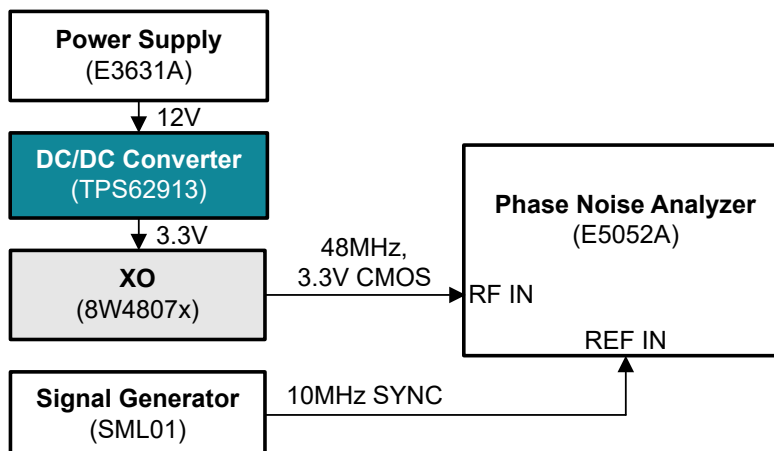 Power Supply
(E3631A)
12V
DC/DC Converter
(TPS62913)
3.3V
XO
(8W4807x)
48MHz,
3.3V CMOS
RF IN
Phase Noise Analyzer
(E5052A)
REF IN
Signal Generator
(SML01)
10MHz SYNC